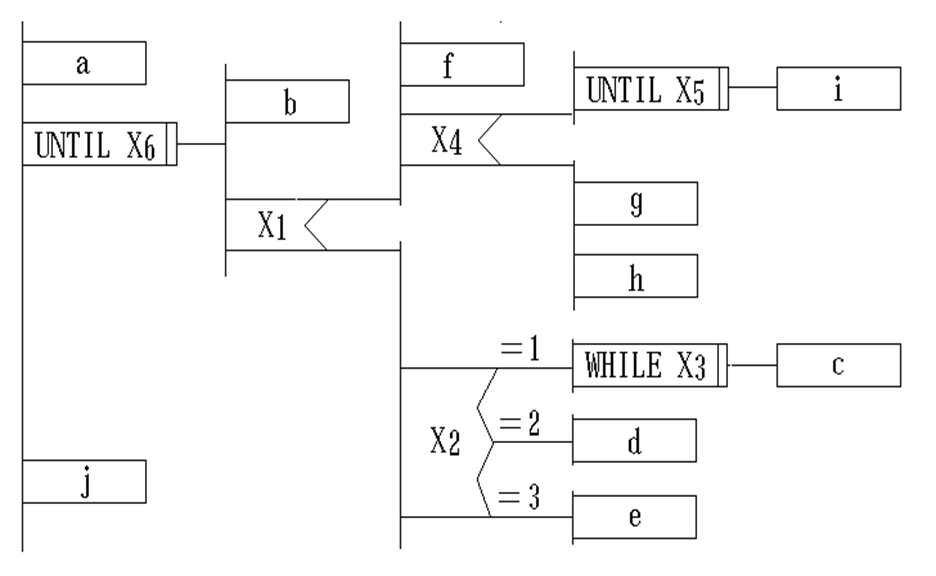 a
UNTIL X6
b
X1
f
X4
UNTIL X5
i
g
h
X2
=1
WHILE X3
c
=2
d
=3
e
j